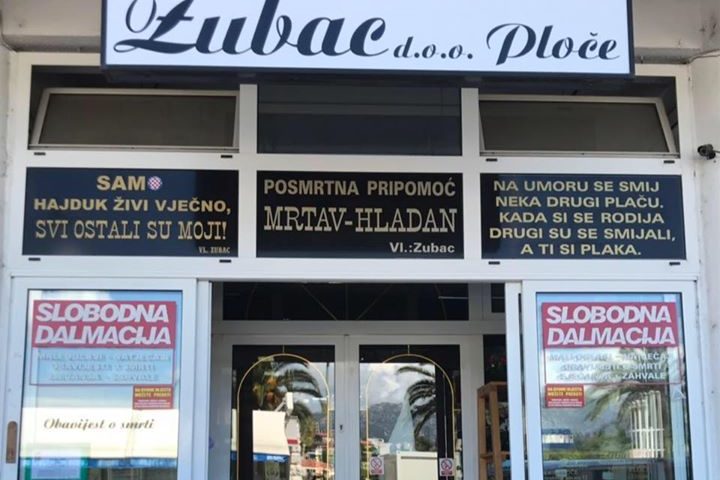 Zubac d.o.o. Ploče
SAMO
HAJDUK ŽIVI VJEČNO,
SVI OSTALI SU MOJI!
VL. ZUBAC
POSMRTNA PRIPOMOĆ
MRTAV-HLADAN
Vl.:Zubac
NA UMORU SE SMIJ
NEKA DRUGI PLAČU.
KADA SI SE RODIJA
DRUGI SU SE SMIJALI,
A TI SI PLAKA.
SLOBODNA
DALMACIJA
Obavijest o smrti
SLOBODNA
DALMACIJA